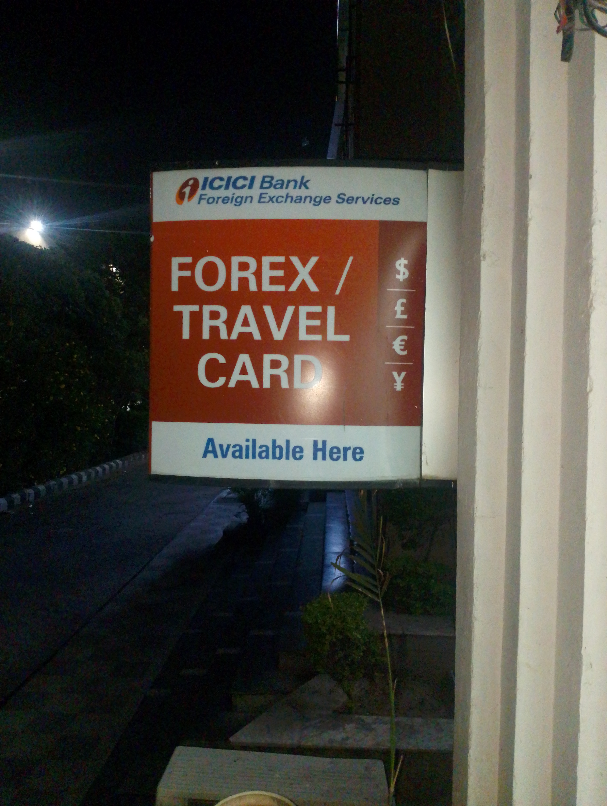 ICICI Bank
Foreign Exchange Services
FOREX /
TRAVEL
CARD
$
£
€
¥
Available Here